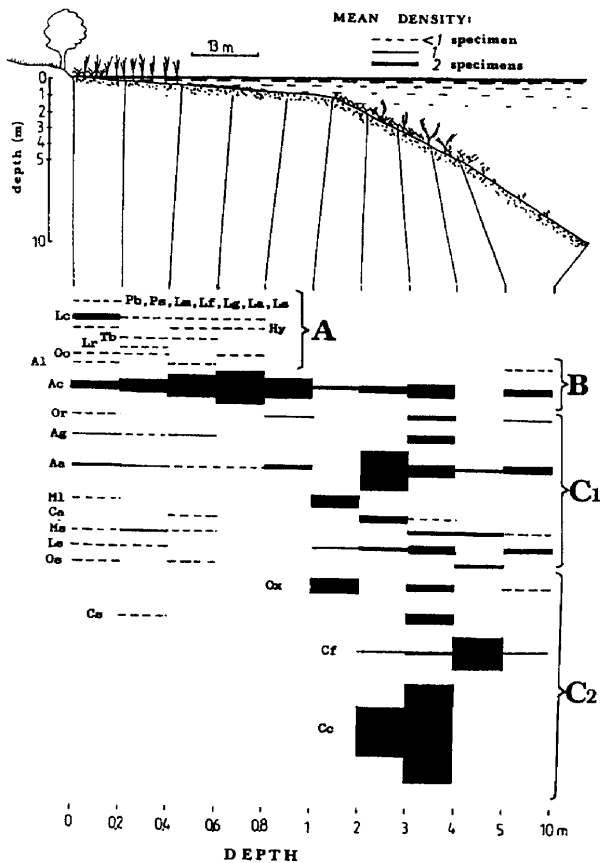 MEAN DENSITY:
<1 specimen
1
2 specimens
13 m
depth (m)
0
1
2
3
4
5
10
Pb,Ps,Lm,Lf,Lg,La,Ls
Lc
Hy
A
Tb
Lr
Oo
Al
B
Ac
Or
Ag
Aa
C1
Ml
Ca
Ms
Le
Os
Ox
Cs
Cf
C2
Cc
0 0,2 0,4 0,6 0,8 1 2 3 4 5 10 m
DEPTH